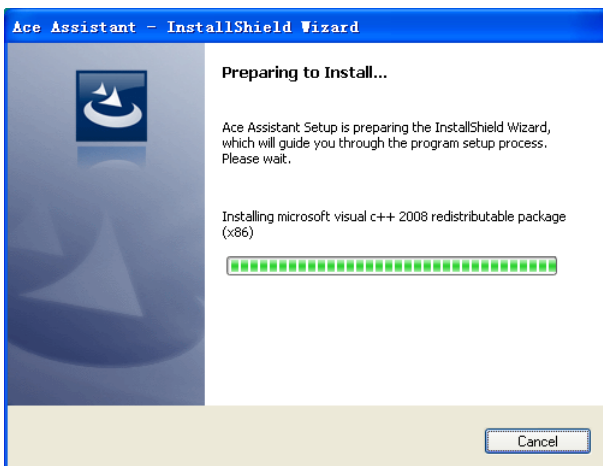 Ace Assistant - InstallShield Wizard
Preparing to Install...
Ace Assistant Setup is preparing the InstallShield Wizard,
which will guide you through the program setup process.
Please wait.
Installing microsoft visual c++ 2008 redistributable package
(x86)
Cancel